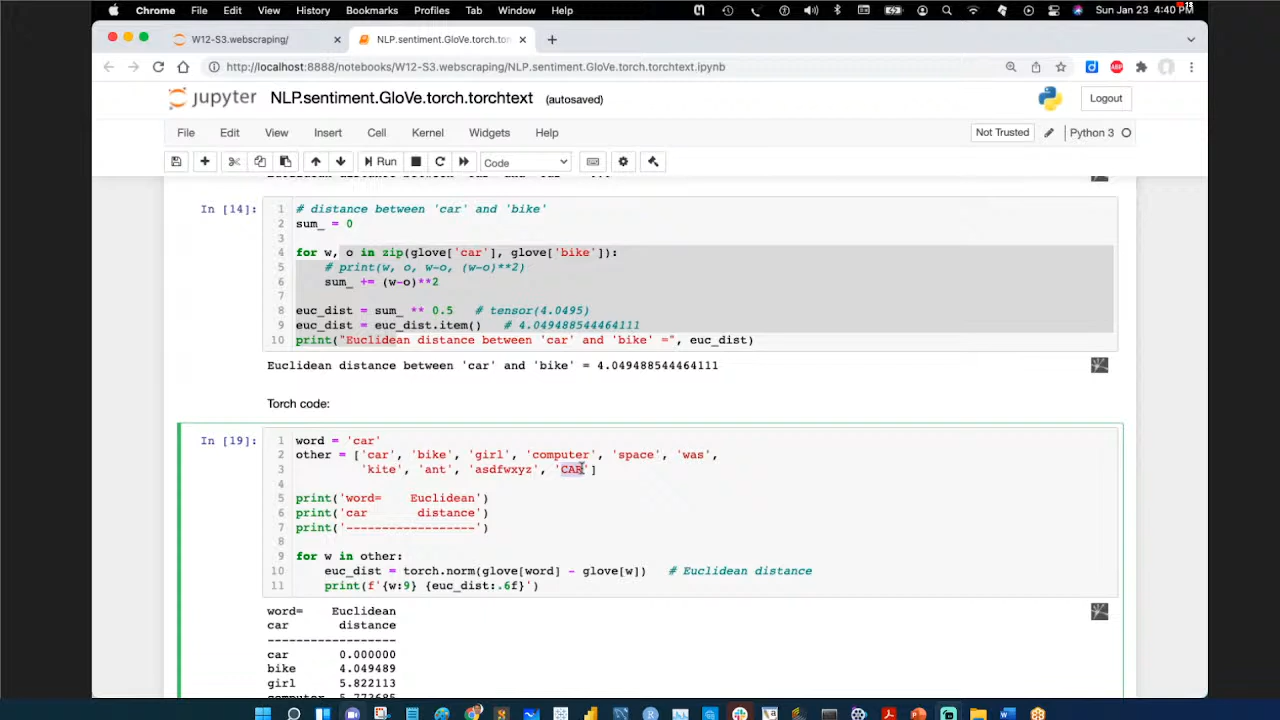 Chrome File Edit View History Bookmarks Profiles Tab Window Help Sun Jan 23 4:40 PM
W12-S3.webscraping/ NLP.sentiment.GloVe.torch.tor
http://localhost:8888/notebooks/W12-S3.webscraping/NLP.sentiment.GloVe.torch.torchtext.ipynb
jupyter NLP.sentiment.GloVe.torch.torchtext (autosaved) Logout
File Edit View Insert Cell Kernel Widgets Help Not Trusted Python 3
Run Code
In [14]:
1 # distance between 'car' and 'bike'
2 sum_ = 0
3
4 for w, o in zip(glove['car'], glove['bike']):
5 # print(w, o, w-o, (w-o)**2)
6 sum_ += (w-o)**2
7
8 euc_dist = sum_ ** 0.5 # tensor(4.0495)
9 euc_dist = euc_dist.item() # 4.049488544464111
10 print("Euclidean distance between 'car' and 'bike' =", euc_dist)
Euclidean distance between 'car' and 'bike' = 4.049488544464111
Torch code:
In [19]:
1 word = 'car'
2 other = ['car', 'bike', 'girl', 'computer', 'space', 'was',
3 'kite', 'ant', 'asdfwxyz', 'CAR']
4
5 print('word= Euclidean')
6 print('car distance')
7 print('------------------')
8
9 for w in other:
10 euc_dist = torch.norm(glove[word] - glove[w]) # Euclidean distance
11 print(f'{w:9} {euc_dist:.6f}')
word= Euclidean
car distance
------------------
car 0.000000
bike 4.049489
girl 5.822113
computer 5.773685